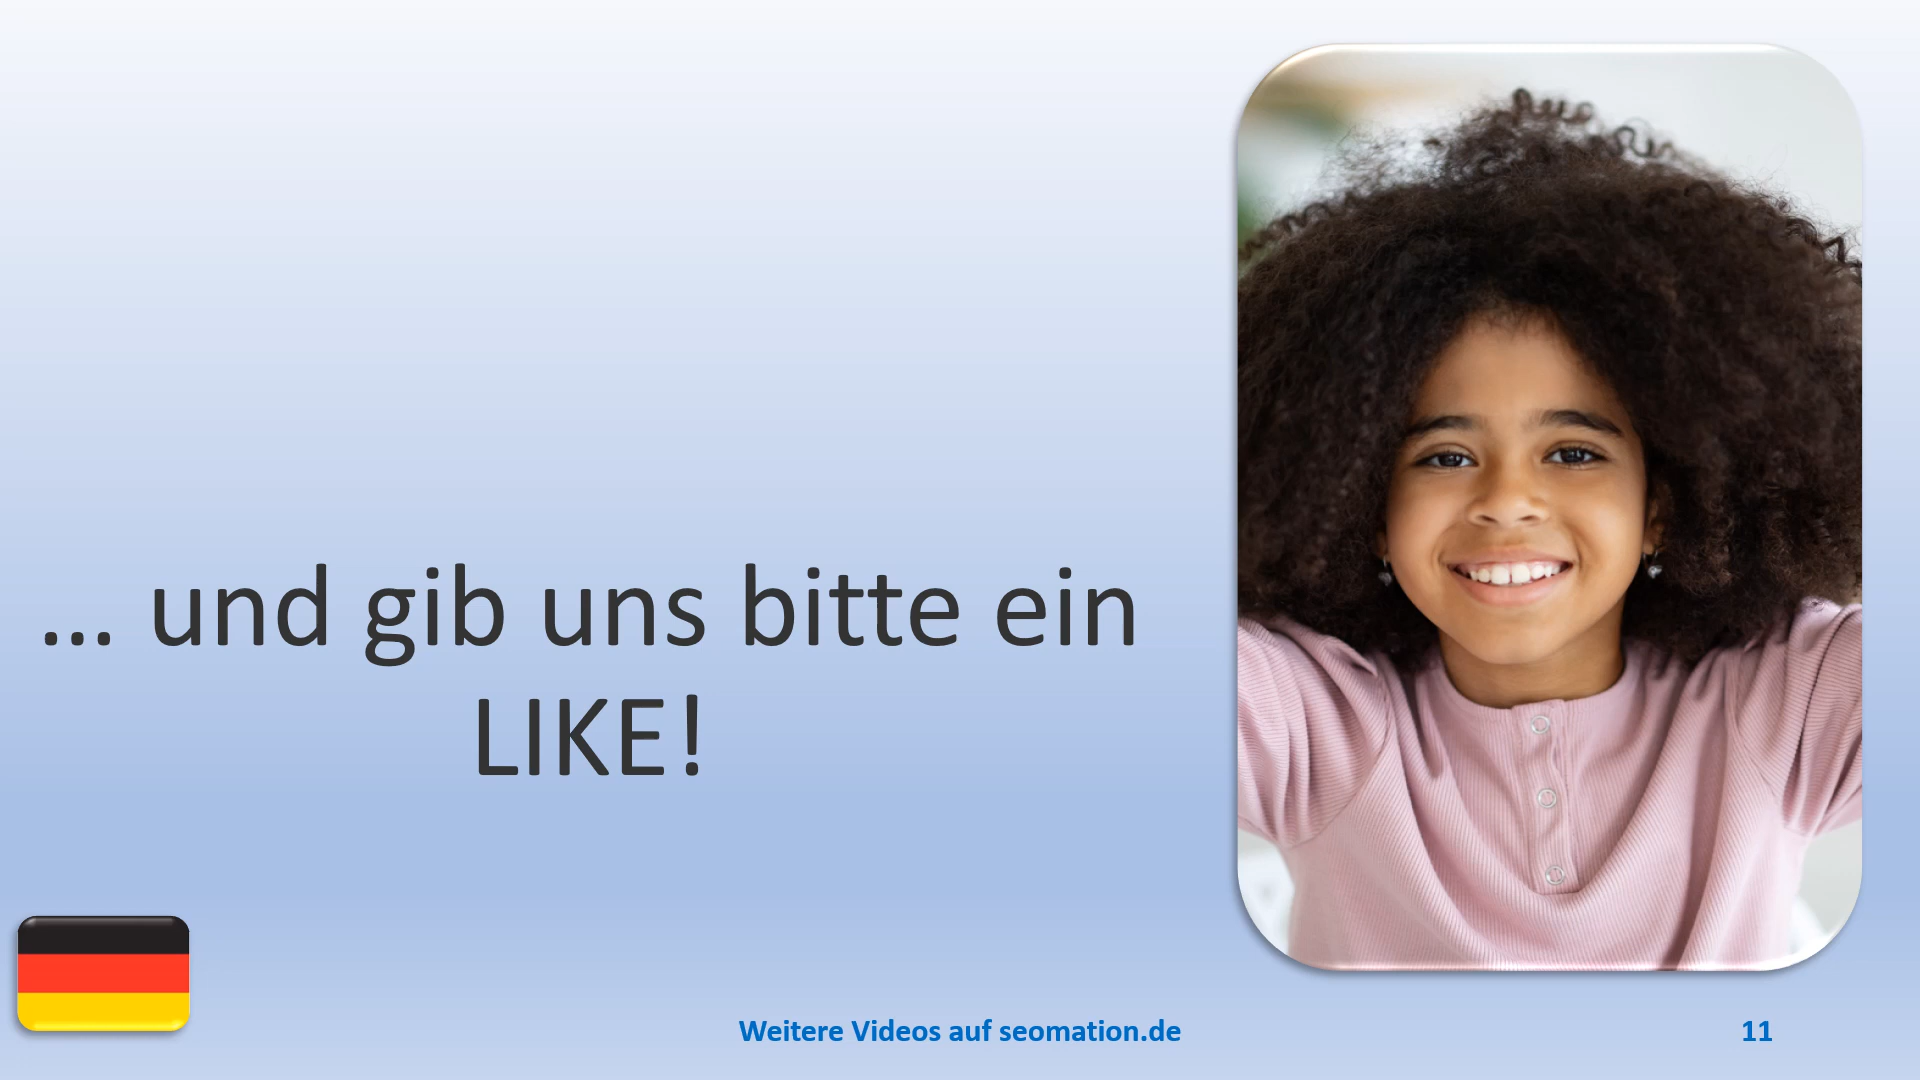 ... und gib uns bitte ein
LIKE!
Weitere Videos auf seomation.de
11